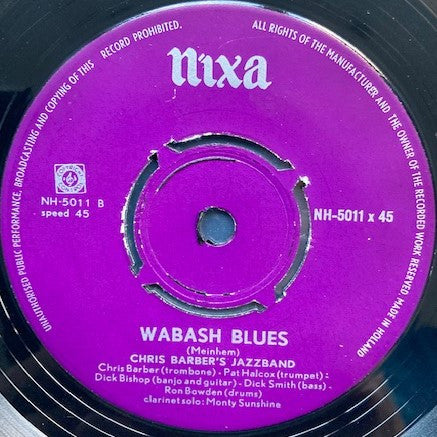 nixa
UNAUTHORISED PUBLIC PERFORMANCE, BROADCASTING AND COPYING OF THIS RECORD PROHIBITED.
ALL RIGHTS OF THE MANUFACTURER AND THE OWNER OF THE RECORDED WORK RESERVED MADE IN HOLLAND
NH-5011 B
speed 45
NH-5011 x 45
WABASH BLUES
(Meinhem)
CHRIS BARBER'S JAZZBAND
Chris Barber (trombone) - Pat Halcox (trumpet) :
Dick Bishop (banjo and guitar) - Dick Smith (bass) -
Ron Bowden (drums)
clarinet solo: Monty Sunshine